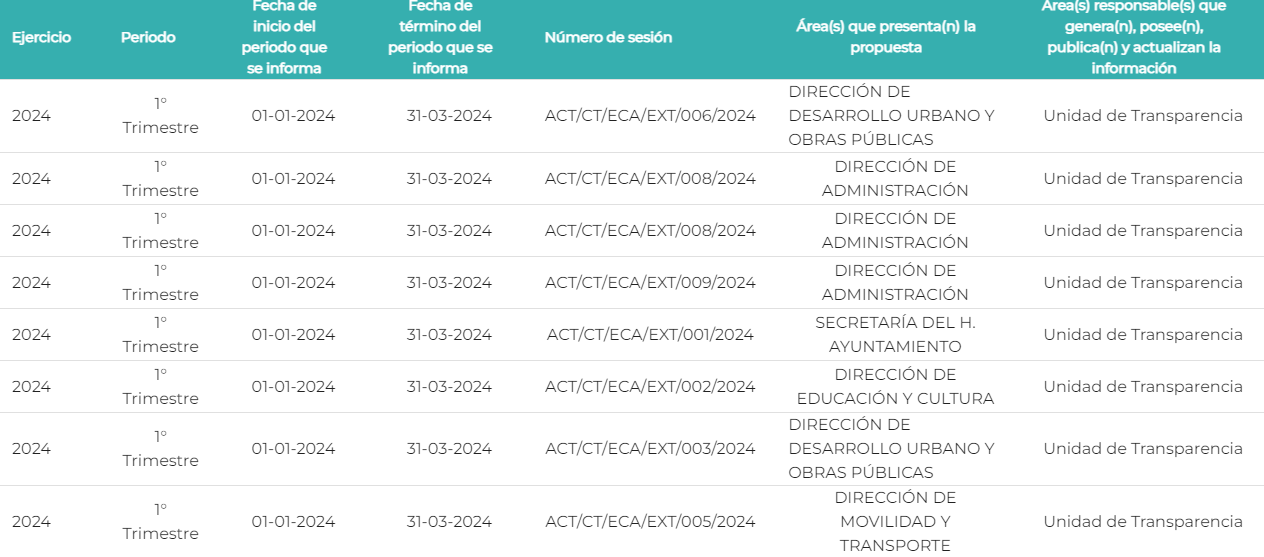 Ejercicio
Periodo
Fecha de
inicio del
periodo que
se informa
Fecha de
término del
periodo que se
informa
Número de sesión
Área(s) que presenta(n) la
propuesta
Área(s) responsable(s) que
genera(n), posee(n),
publica(n) y actualizan la
información
2024
1°
Trimestre
01-01-2024
31-03-2024
ACT/CT/ECA/EXT/006/2024
DIRECCIÓN DE
DESARROLLO URBANO Y
OBRAS PÚBLICAS
Unidad de Transparencia
2024
1°
Trimestre
01-01-2024
31-03-2024
ACT/CT/ECA/EXT/008/2024
DIRECCIÓN DE
ADMINISTRACIÓN
Unidad de Transparencia
2024
1°
Trimestre
01-01-2024
31-03-2024
ACT/CT/ECA/EXT/008/2024
DIRECCIÓN DE
ADMINISTRACIÓN
Unidad de Transparencia
2024
1°
Trimestre
01-01-2024
31-03-2024
ACT/CT/ECA/EXT/009/2024
DIRECCIÓN DE
ADMINISTRACIÓN
Unidad de Transparencia
2024
1°
Trimestre
01-01-2024
31-03-2024
ACT/CT/ECA/EXT/001/2024
SECRETARÍA DEL H.
AYUNTAMIENTO
Unidad de Transparencia
2024
1°
Trimestre
01-01-2024
31-03-2024
ACT/CT/ECA/EXT/002/2024
DIRECCIÓN DE
EDUCACIÓN Y CULTURA
Unidad de Transparencia
2024
1°
Trimestre
01-01-2024
31-03-2024
ACT/CT/ECA/EXT/003/2024
DIRECCIÓN DE
DESARROLLO URBANO Y
OBRAS PÚBLICAS
Unidad de Transparencia
2024
1°
Trimestre
01-01-2024
31-03-2024
ACT/CT/ECA/EXT/005/2024
DIRECCIÓN DE
MOVILIDAD Y
TRANSPORTE
Unidad de Transparencia